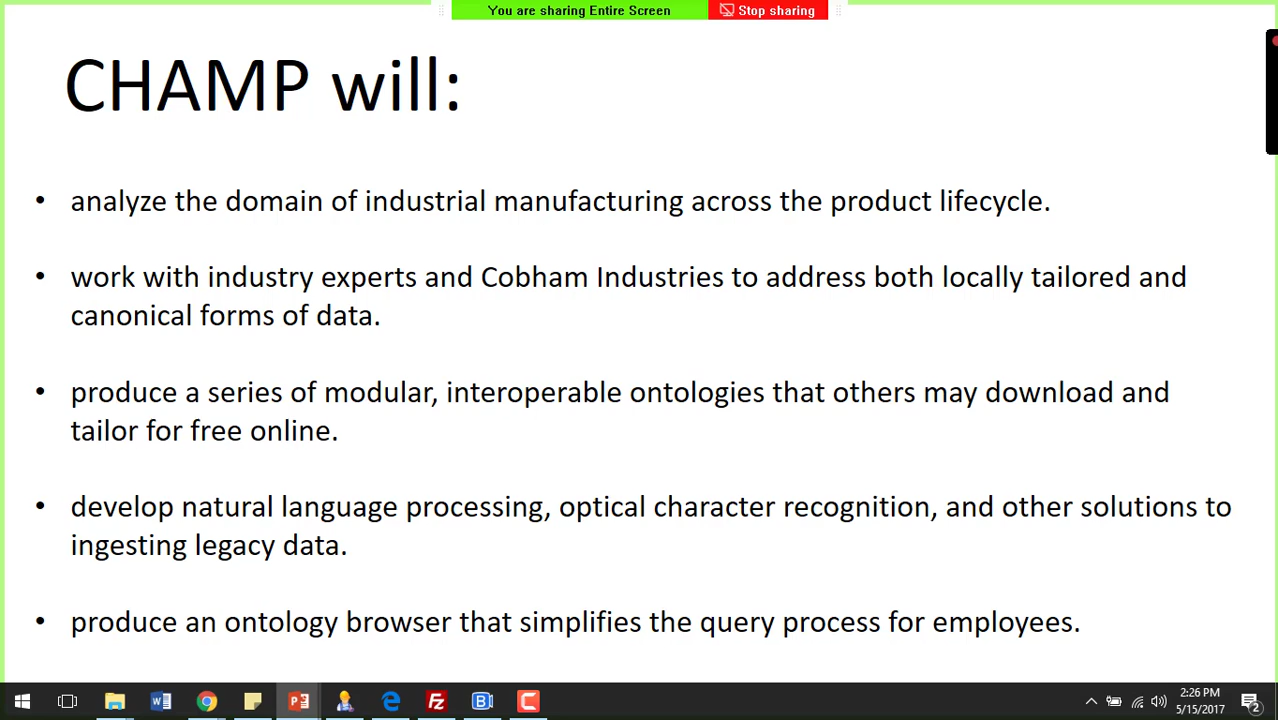 You are sharing Entire Screen
Stop sharing
CHAMP will:
• analyze the domain of industrial manufacturing across the product lifecycle.
• work with industry experts and Cobham Industries to address both locally tailored and
canonical forms of data.
• produce a series of modular, interoperable ontologies that others may download and
tailor for free online.
• develop natural language processing, optical character recognition, and other solutions to
ingesting legacy data.
• produce an ontology browser that simplifies the query process for employees.
2:26 PM
5/15/2017
2